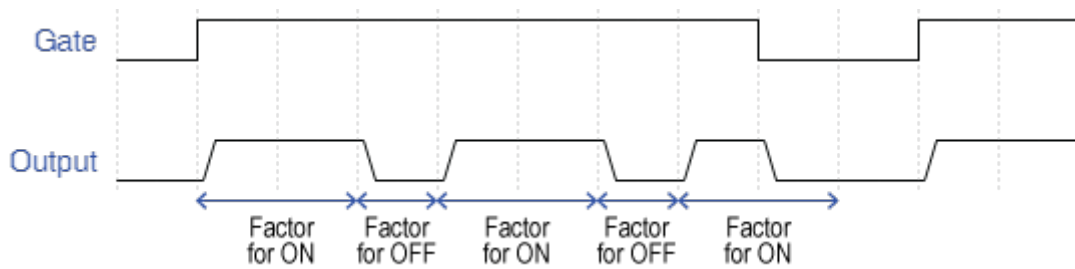 Gate
Output
Factor
for ON
Factor
for OFF
Factor
for ON
Factor
for OFF
Factor
for ON